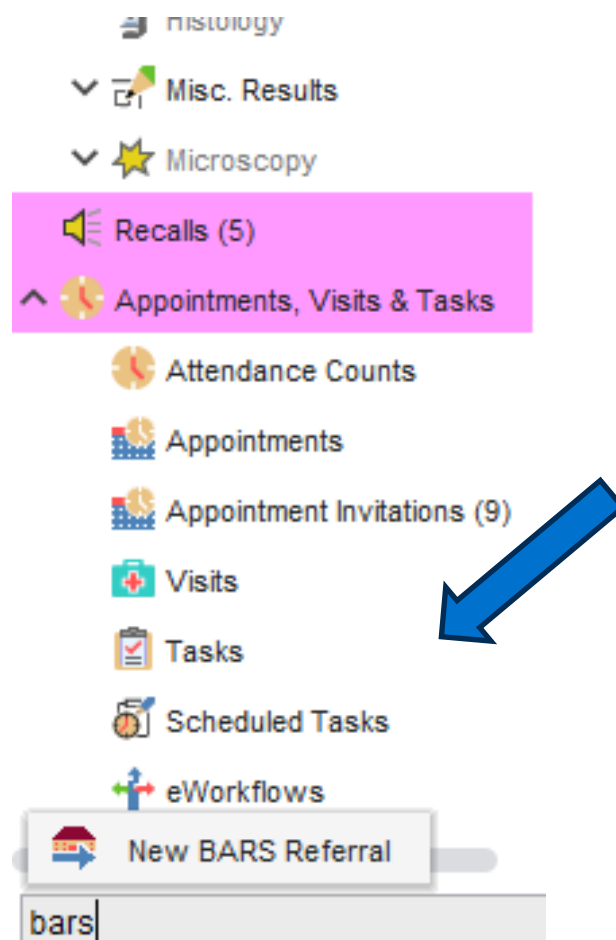 Histology
Misc. Results
Microscopy
Recalls (5)
Appointments, Visits & Tasks
Attendance Counts
Appointments
Appointment Invitations (9)
Visits
Tasks
Scheduled Tasks
eWorkflows
New BARS Referral
bars